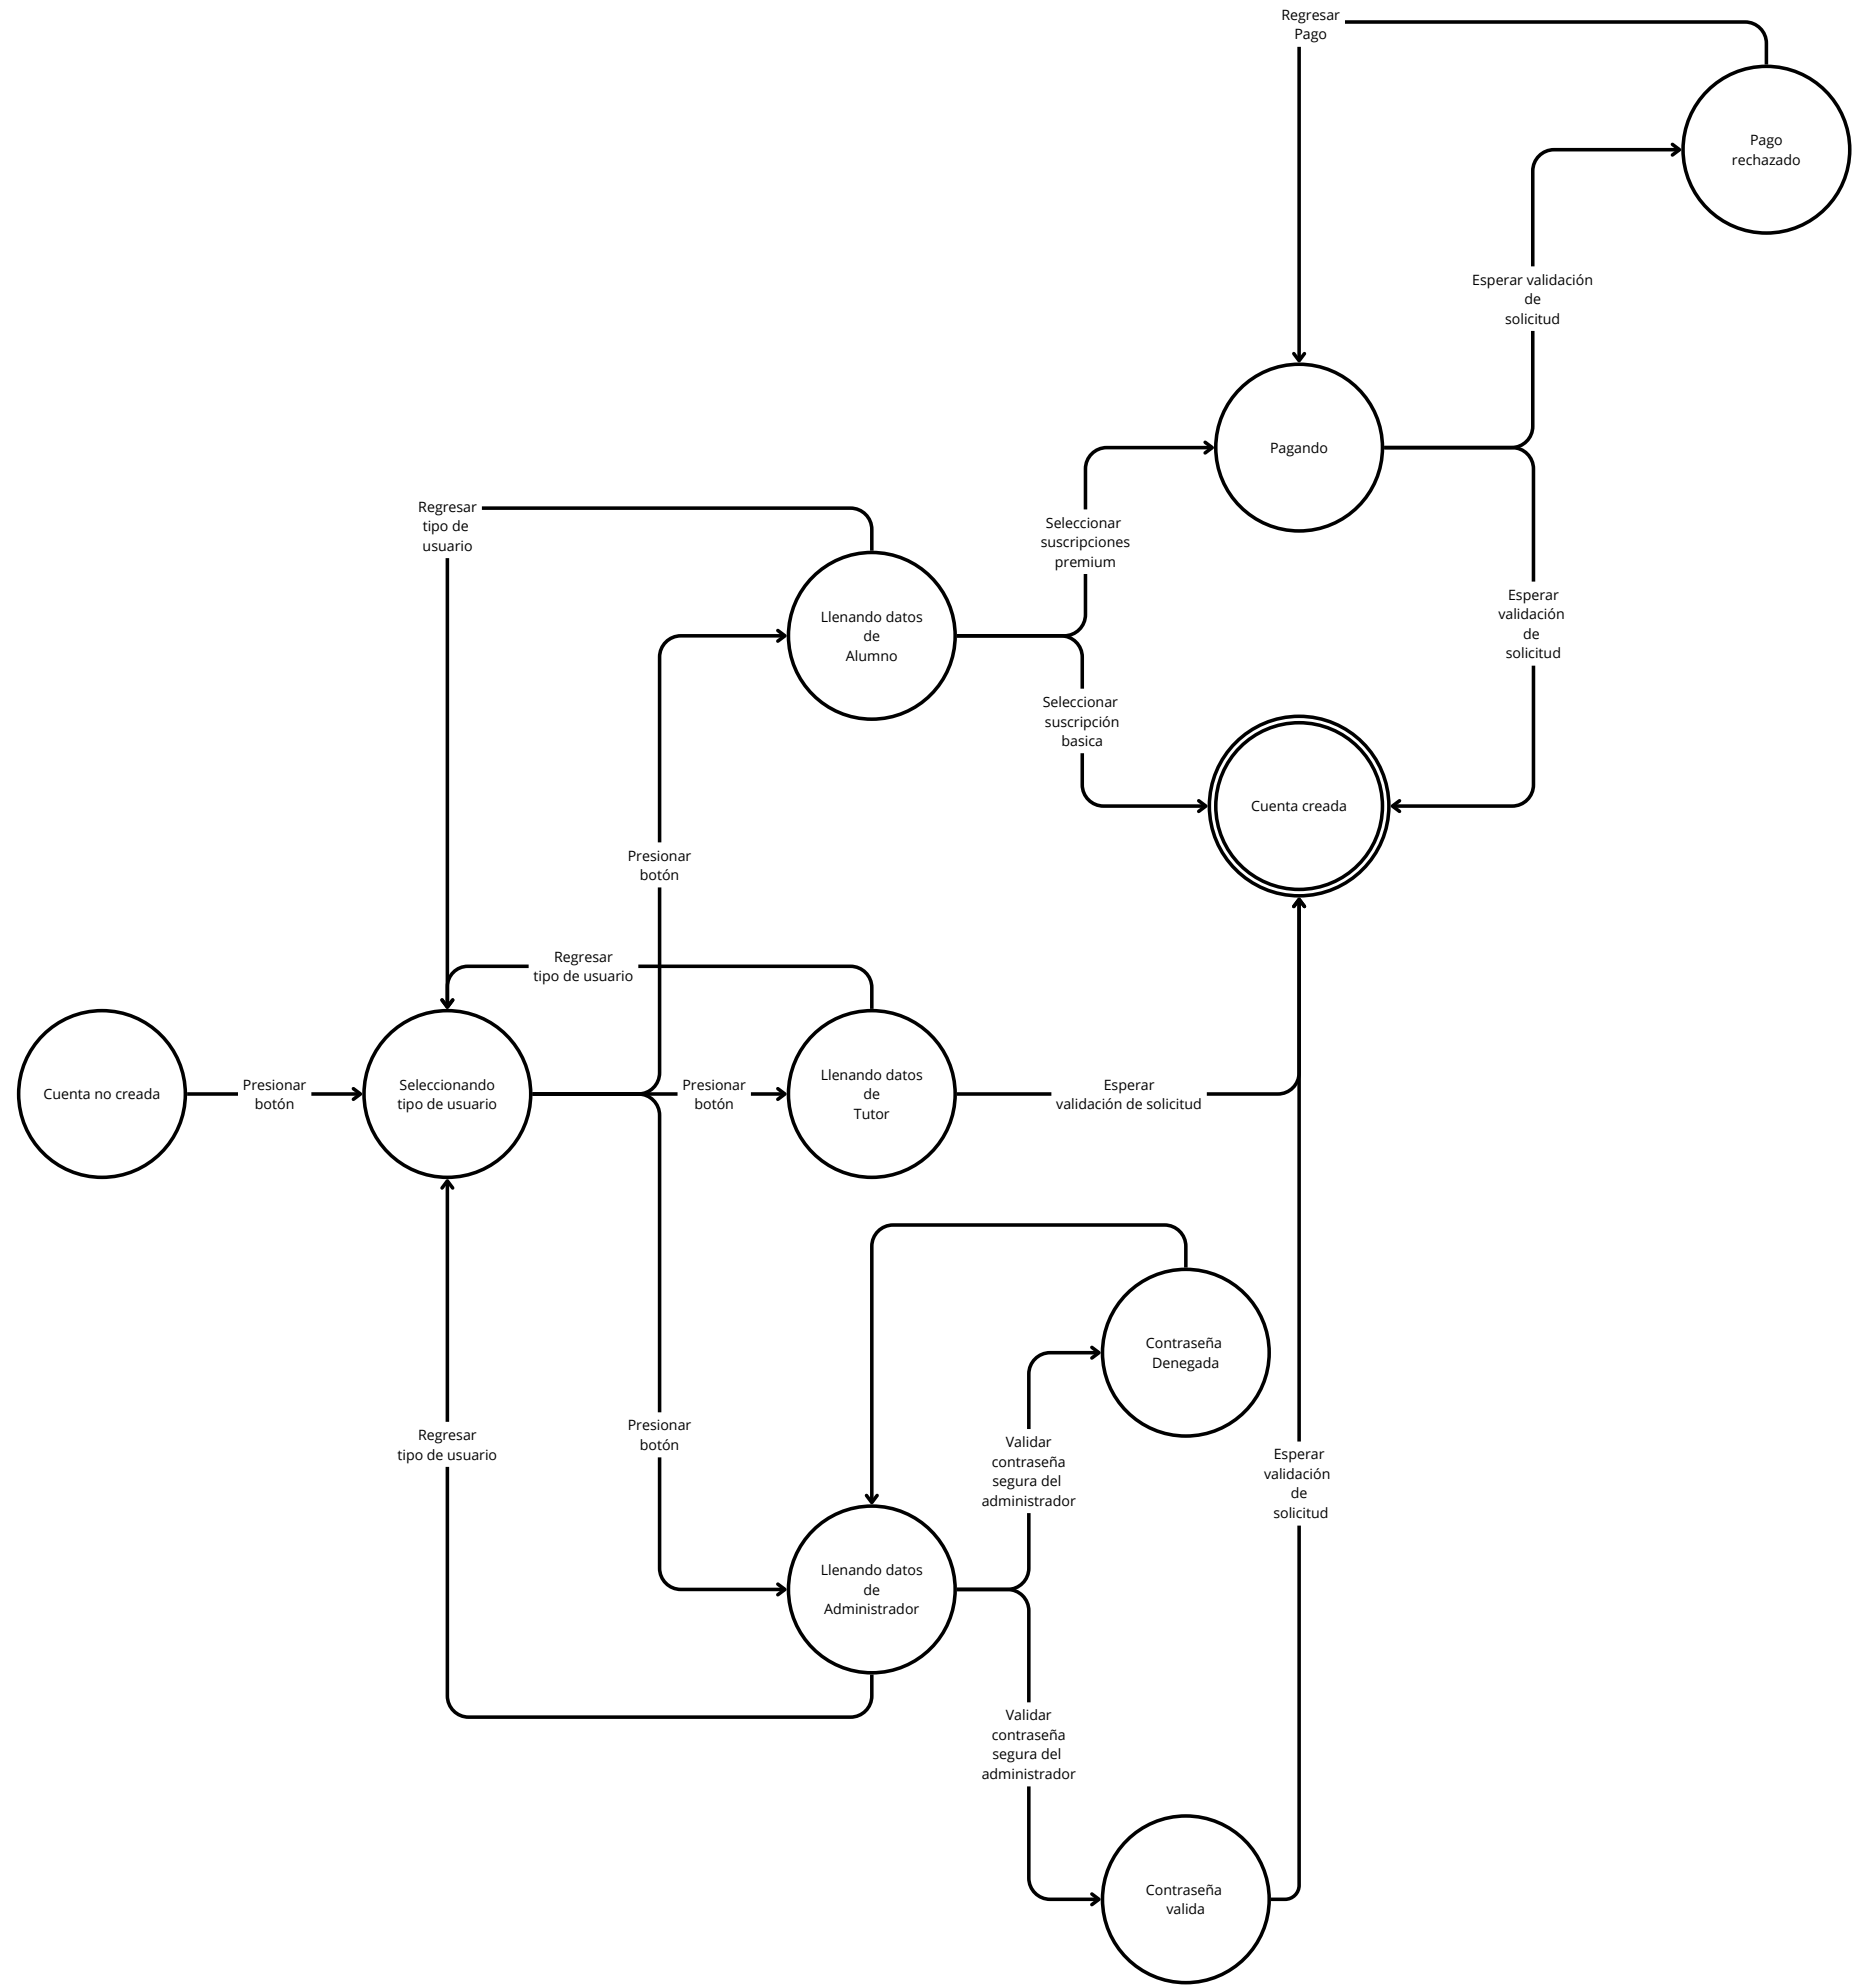 Regresar
Pago
Pago
rechazado
Esperar validación
de
solicitud
Pagando
Regresar
tipo de
usuario
Seleccionar
suscripciones
premium
Llenando datos
de
Alumno
Esperar
validación
de
solicitud
Seleccionar
suscripción
basica
Cuenta creada
Presionar
botón
Regresar
tipo de usuario
Cuenta no creada
Presionar
botón
Seleccionando
tipo de usuario
Presionar
botón
Llenando datos
de
Tutor
Esperar
validación de solicitud
Contraseña
Denegada
Regresar
tipo de usuario
Presionar
botón
Validar
contraseña
segura del
administrador
Esperar
validación
de
solicitud
Llenando datos
de
Administrador
Validar
contraseña
segura del
administrador
Contraseña
valida